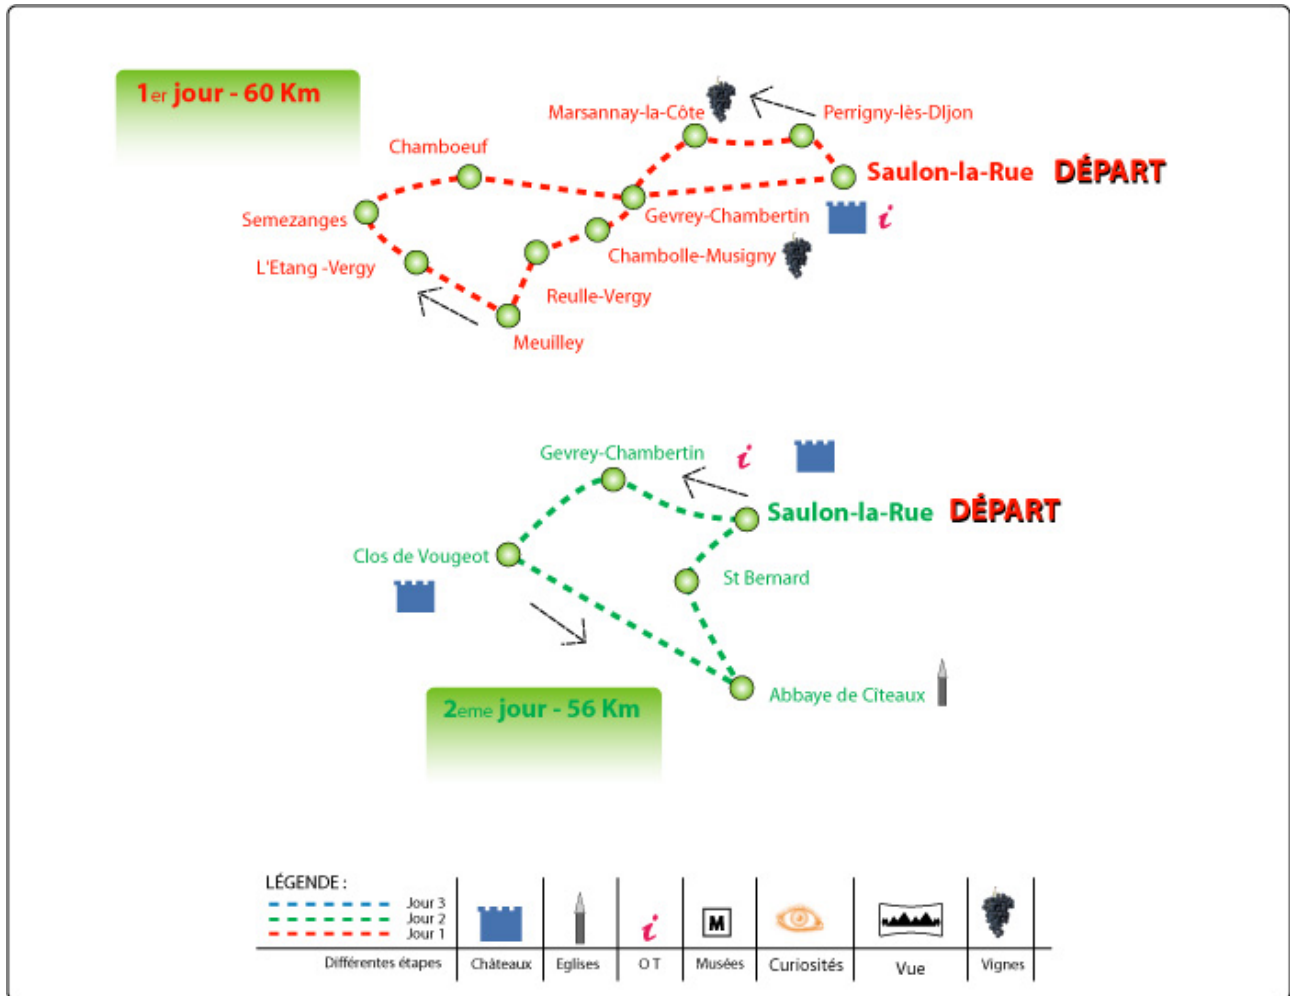 1er jour - 60 Km
Marsannay-la-Côte
Perrigny-lès-DIjon
Chamboeuf
Saulon-la-Rue DÉPART
Semezanges
Gevrey-Chambertin
i
L'Etang -Vergy
Chambolle-Musigny
Reulle-Vergy
Meuilley
Gevrey-Chambertin
i
Saulon-la-Rue DÉPART
Clos de Vougeot
St Bernard
Abbaye de Cîteaux
2eme jour - 56 Km
LÉGENDE :
Jour 3
Jour 2
Jour 1
i
M
Différentes étapes
Châteaux
Eglises
O T
Musées
Curiosités
Vue
Vignes